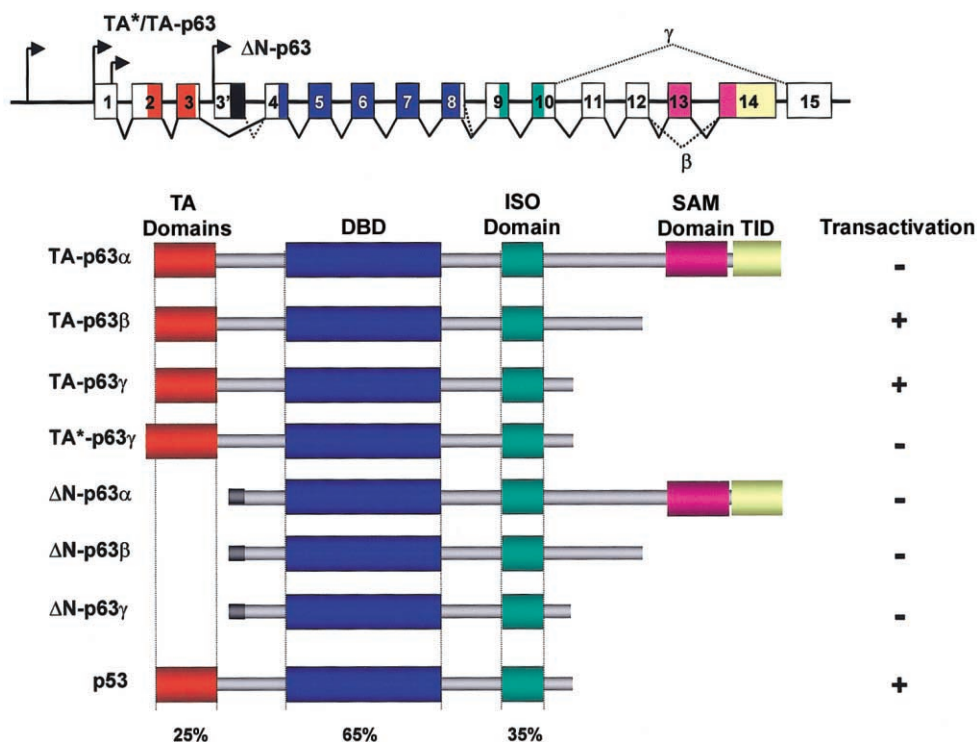 TA*/TA-p63
ΔN-p63
γ
1 2 3 3' 4 5 6 7 8 9 10 11 12 13 14 15
β
TA Domains DBD ISO Domain SAM Domain TID Transactivation
TA-p63α -
TA-p63β +
TA-p63γ +
TA*-p63γ -
ΔN-p63α -
ΔN-p63β -
ΔN-p63γ -
p53 +
25% 65% 35%